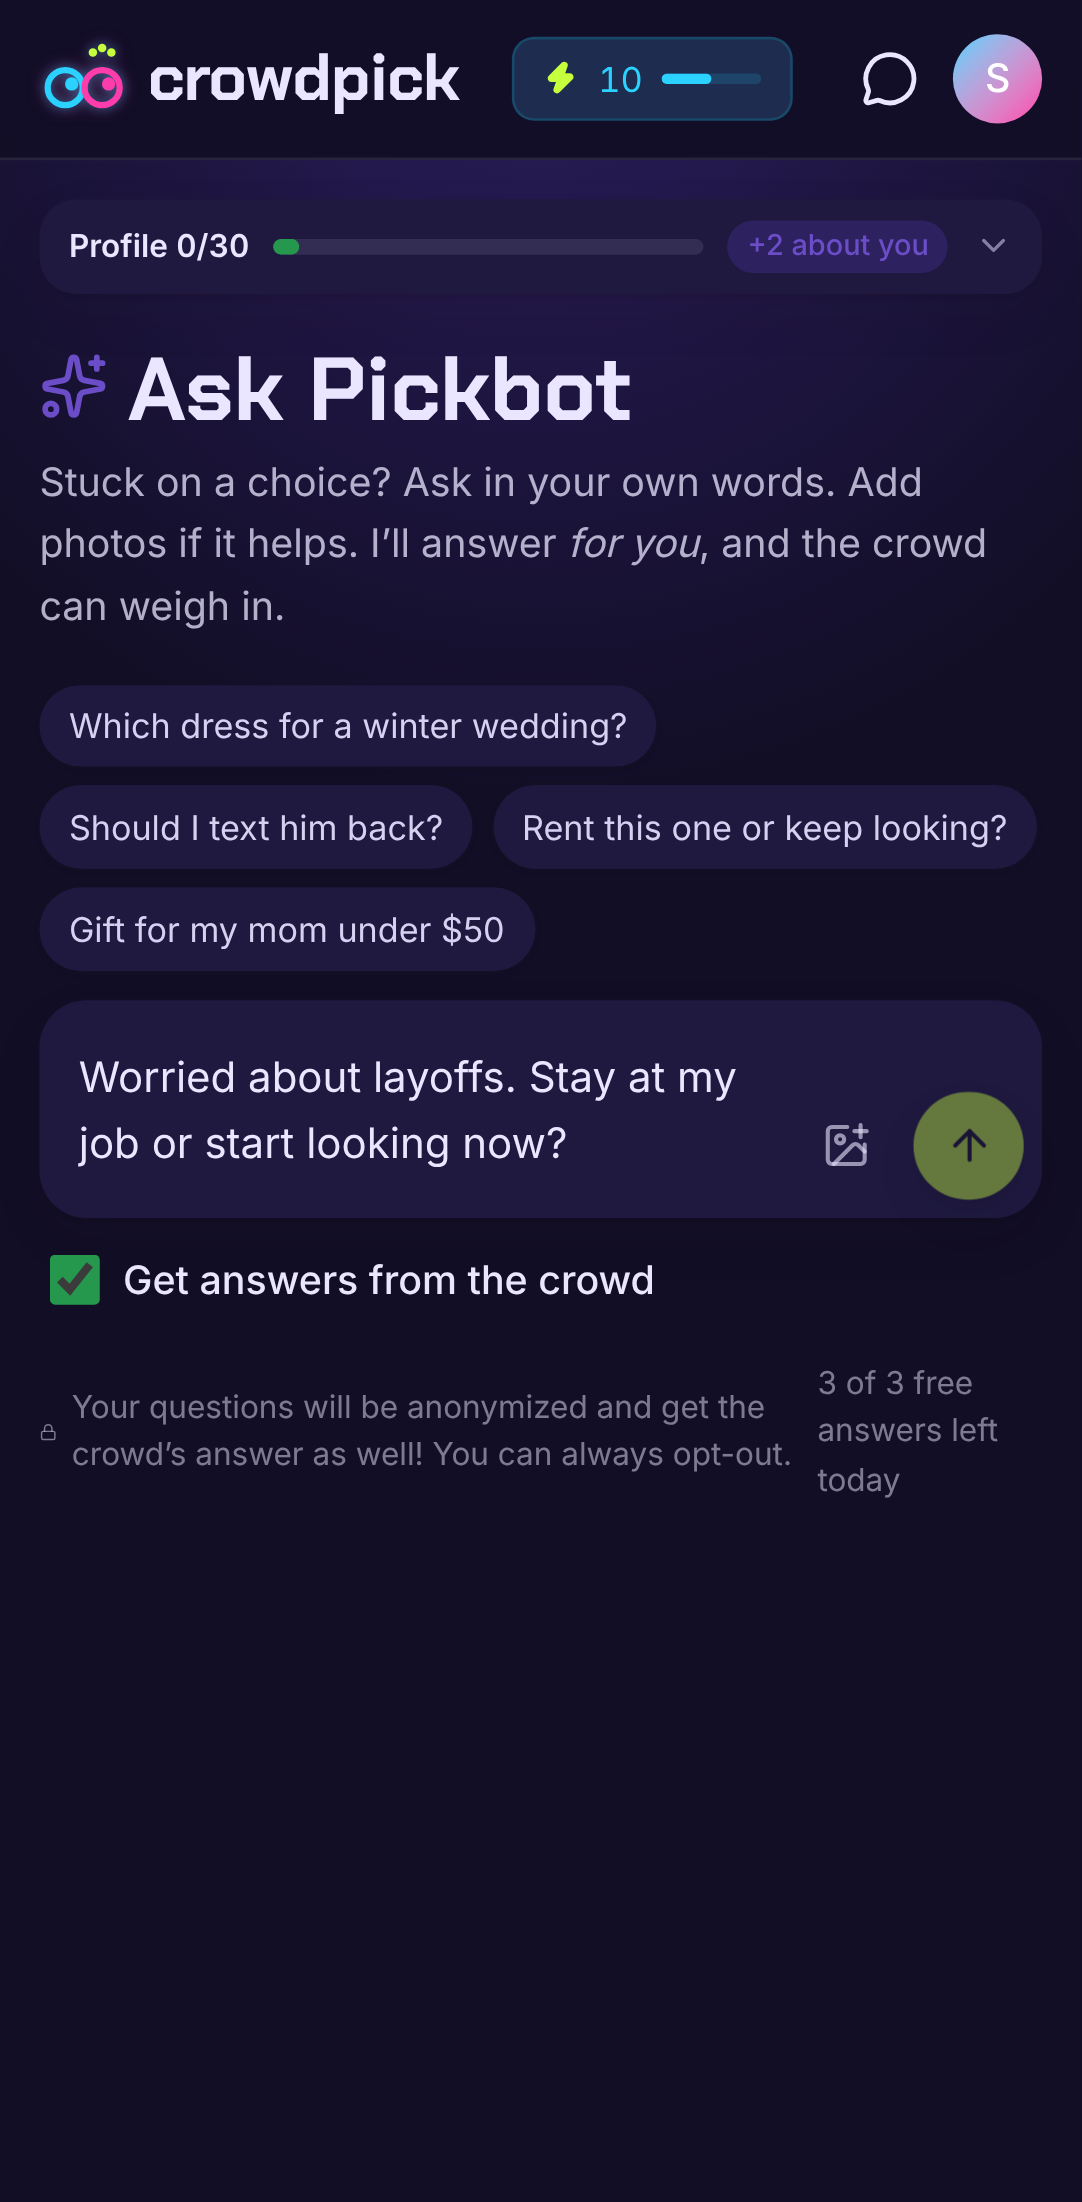 crowdpick
10
S
Profile 0/30
+2 about you
Ask Pickbot
Stuck on a choice? Ask in your own words. Add
photos if it helps. I’ll answer for you, and the crowd
can weigh in.
Which dress for a winter wedding?
Should I text him back?
Rent this one or keep looking?
Gift for my mom under $50
Worried about layoffs. Stay at my
job or start looking now?
Get answers from the crowd
Your questions will be anonymized and get the
crowd’s answer as well! You can always opt-out.
3 of 3 free
answers left
today